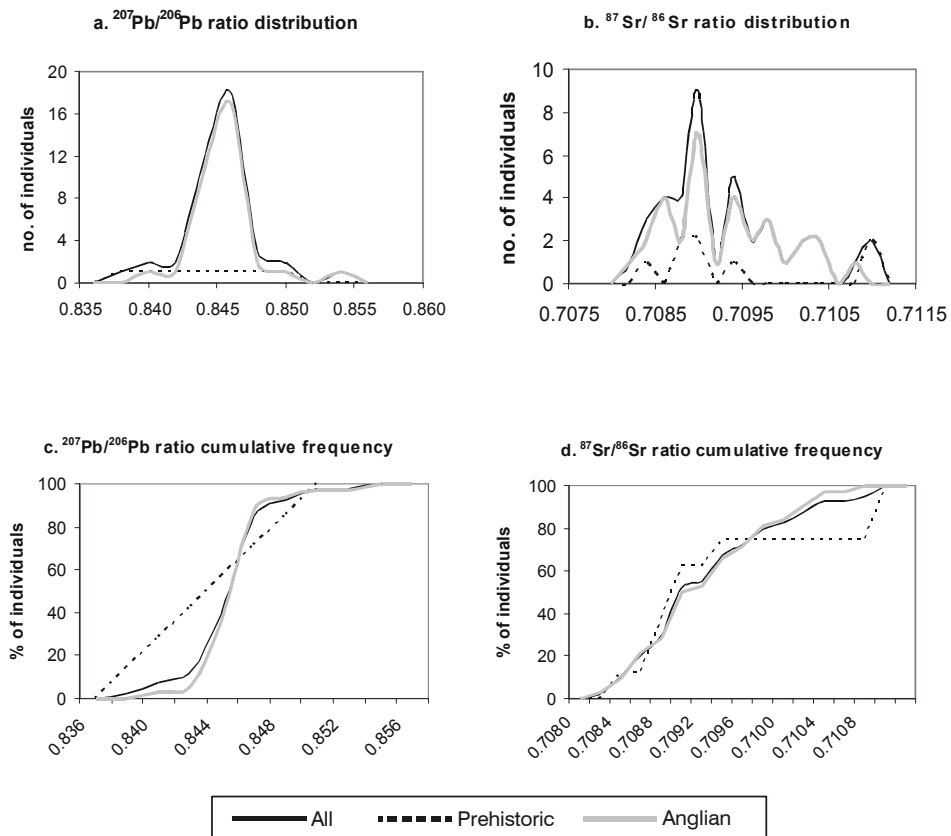 a. ²⁰⁷Pb/²⁰⁶Pb ratio distribution
no. of individuals
20
16
12
8
4
0
0.835 0.840 0.845 0.850 0.855 0.860
b. ⁸⁷Sr/ ⁸⁶Sr ratio distribution
no. of individuals
10
8
6
4
2
0
0.7075 0.7085 0.7095 0.7105 0.7115
c. ²⁰⁷Pb/²⁰⁶Pb ratio cumulative frequency
% of individuals
100
80
60
40
20
0
0.836 0.840 0.844 0.848 0.852 0.856
d. ⁸⁷Sr/⁸⁶Sr ratio cumulative frequency
% of individuals
100
80
60
40
20
0
0.7080 0.7084 0.7088 0.7092 0.7096 0.7100 0.7104 0.7108
All Prehistoric Anglian